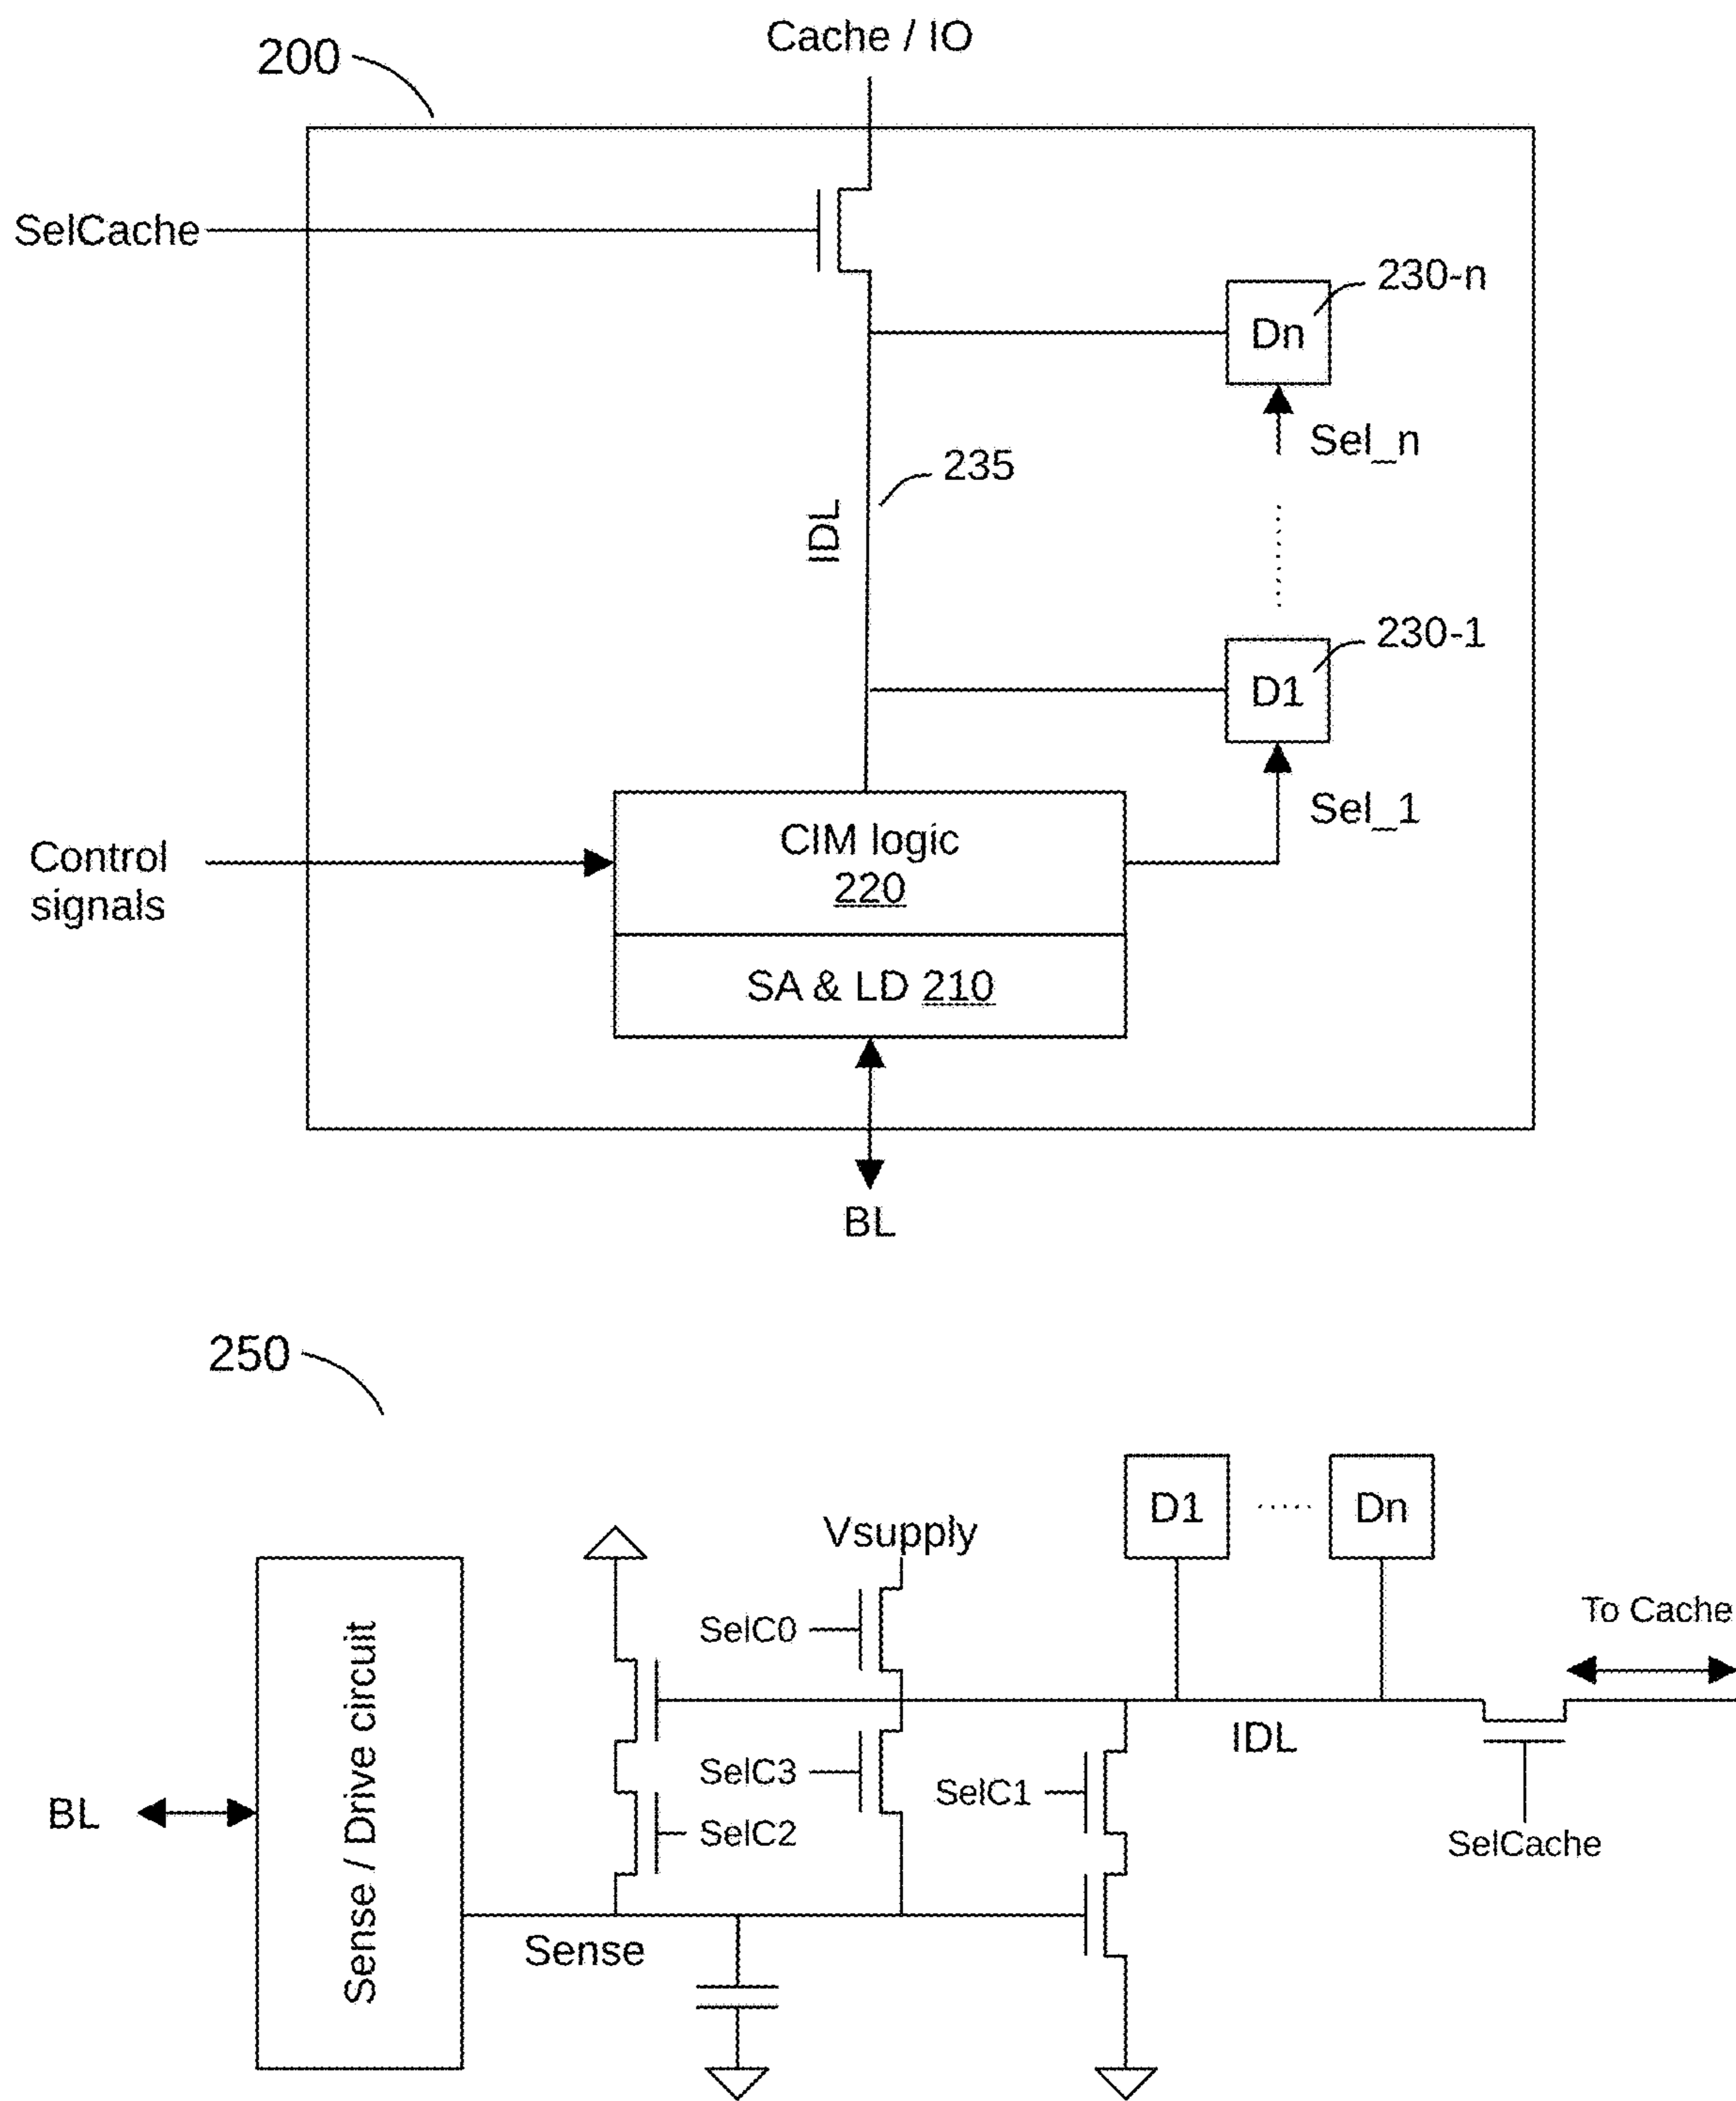 Cache / IO
200
SelCache
230-n
Dn
Sel_n
235
IDL
230-1
D1
Sel_1
CIM logic
220
Control
signals
SA & LD 210
BL
250
D1
Dn
Vsupply
To Cache
SelC0
Sense / Drive circuit
IDL
SelC3
SelC1
BL
SelC2
SelCache
Sense